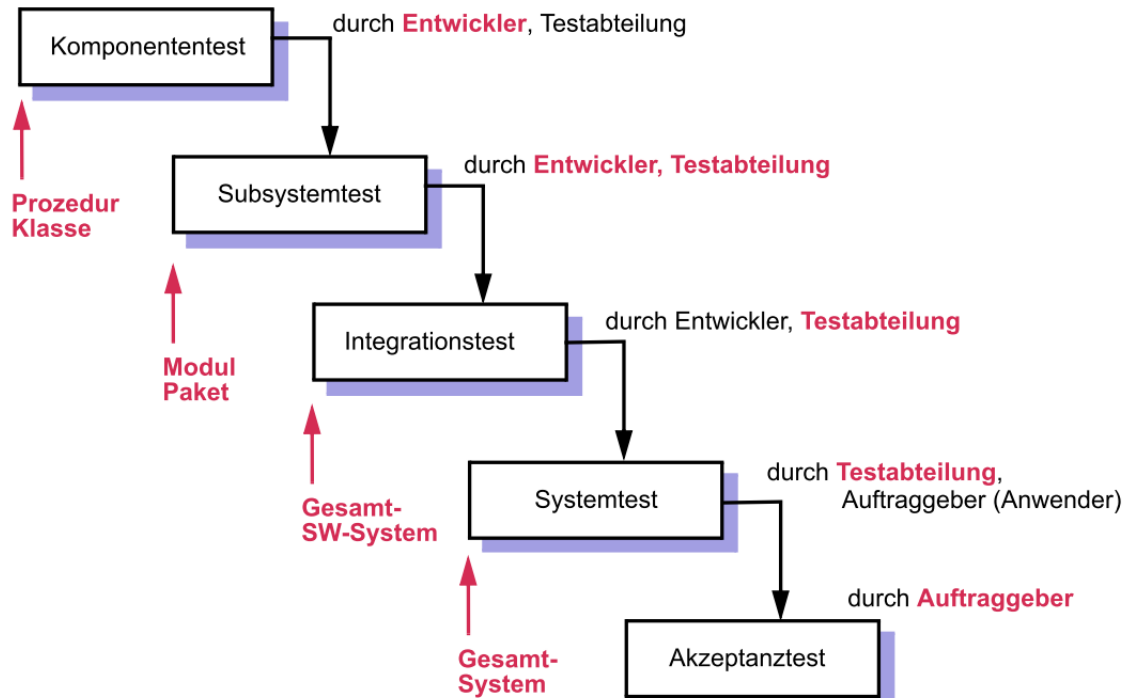 Komponententest
durch Entwickler, Testabteilung
Prozedur
Klasse
Subsystemtest
durch Entwickler, Testabteilung
Modul
Paket
Integrationstest
durch Entwickler, Testabteilung
Gesamt-
SW-System
Systemtest
durch Testabteilung,
Auftraggeber (Anwender)
Gesamt-
System
durch Auftraggeber
Akzeptanztest